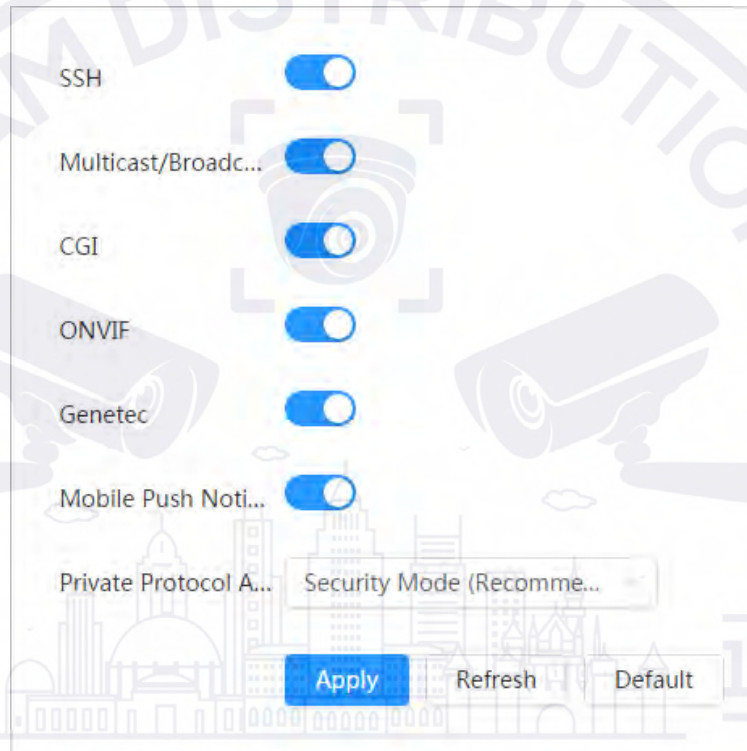 SSH
Multicast/Broadc...
CGI
ONVIF
Genetec
Mobile Push Noti...
Private Protocol A... Security Mode (Recomme...
Apply Refresh Default